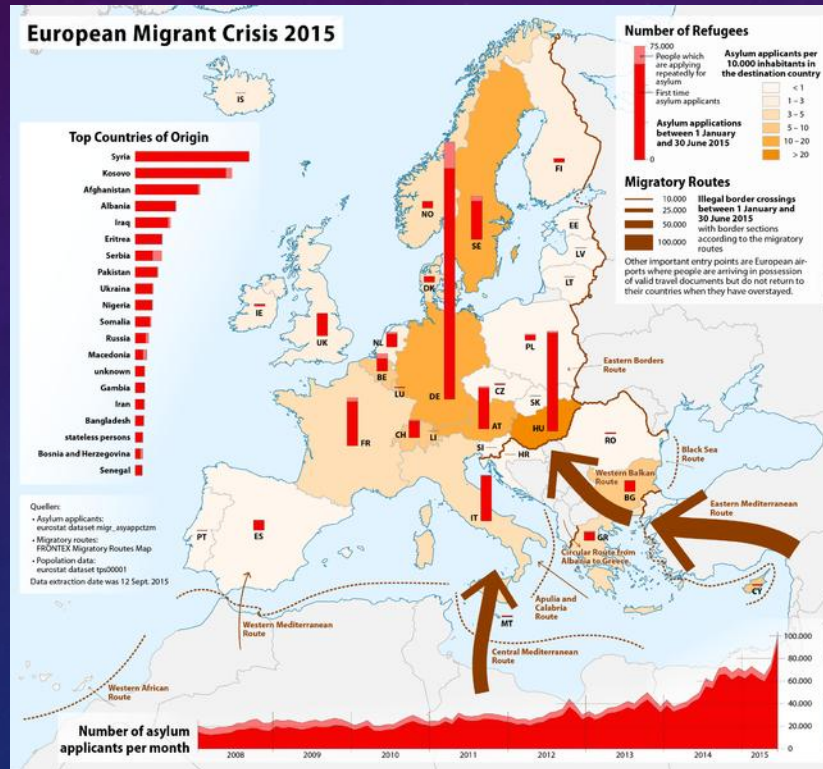 European Migrant Crisis 2015
Top Countries of Origin
Syria
Kosovo
Afghanistan
Albania
Iraq
Eritrea
Serbia
Pakistan
Ukraina
Nigeria
Somalia
Russia
Macedonia
unknown
Gambia
Iran
Bangladesh
stateless persons
Bosnia and Herzegovina
Senegal
Quellen:
• Asylum applicants:
eurostat dataset migr_asyappctzm
• Migratory routes:
FRONTEX Migratory Routes Map
• Population data:
eurostat dataset tps00001
Data extraction date was 12 Sept. 2015
Number of Refugees
75.000
People which
are applying
repeatedly for
asylum
First time
asylum applicants
Asylum applications
between 1 January
and 30 June 2015
0
Asylum applicants per
10.000 inhabitants in
the destination country
< 1
1 – 3
3 – 5
5 – 10
10 – 20
> 20
Migratory Routes
10.000
25.000
50.000
100.000
Illegal border crossings
between 1 January and
30 June 2015
with border sections
according to the migratory
routes
Other important entry points are European air-
ports where people are arriving in possession
of valid travel documents but do not return to
their countries when they have overstayed.
IS
FI
NO
SE
EE
LV
LT
DK
IE
UK
NL
BE
LU
DE
PL
CZ
SK
FR
CH
LI
AT
HU
SI
HR
RO
BG
IT
PT
ES
GR
MT
CY
Eastern Borders
Route
Black Sea
Route
Western Balkan
Route
Eastern Mediterranean
Route
Circular Route from
Albania to Greece
Apulia and
Calabria
Route
Central Mediterranean
Route
Western Mediterranean
Route
Western African
Route
Number of asylum
applicants per month
100.000
80.000
60.000
40.000
20.000
0
2008
2009
2010
2011
2012
2013
2014
2015